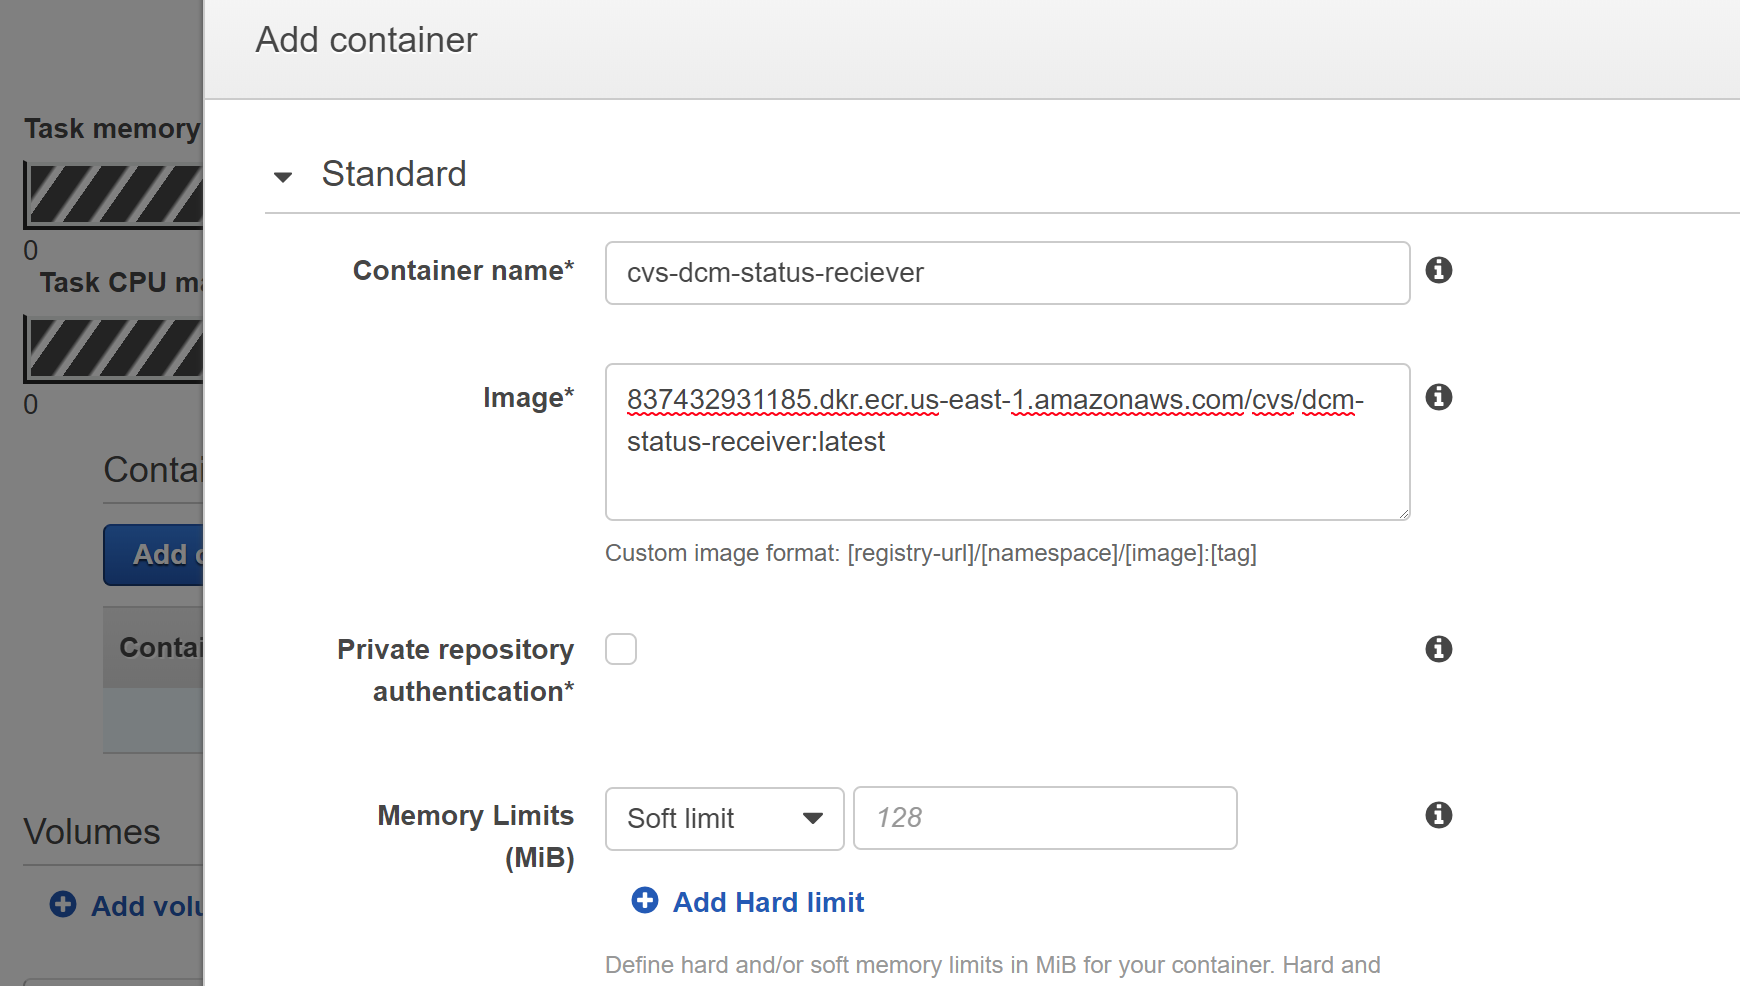 Add container
Task memory
0
Task CPU
0
Add
Volumes
Add
Standard
Container name*
cvs-dcm-status-reciever
Image*
837432931185.dkr.ecr.us-east-1.amazonaws.com/cvs/dcm-
status-receiver:latest
Custom image format: [registry-url]/[namespace]/[image]:[tag]
Private repository
authentication*
Memory Limits
(MiB)
Soft limit
128
Add Hard limit
Define hard and/or soft memory limits in MiB for your container. Hard and